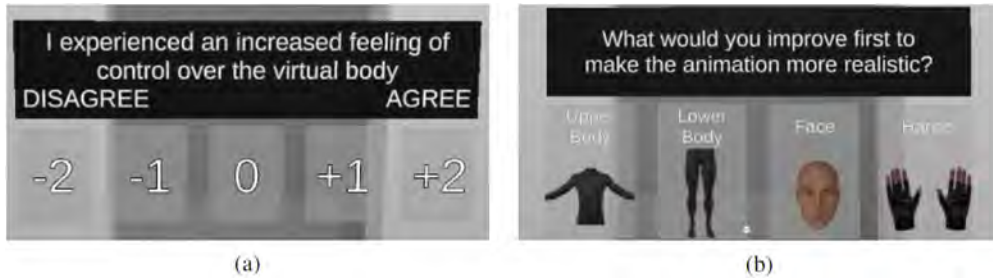 I experienced an increased feeling of
control over the virtual body
DISAGREE AGREE
-2 -1 0 +1 +2
(a)
What would you improve first to
make the animation more realistic?
Upper Lower Face Hands
Body Body
(b)